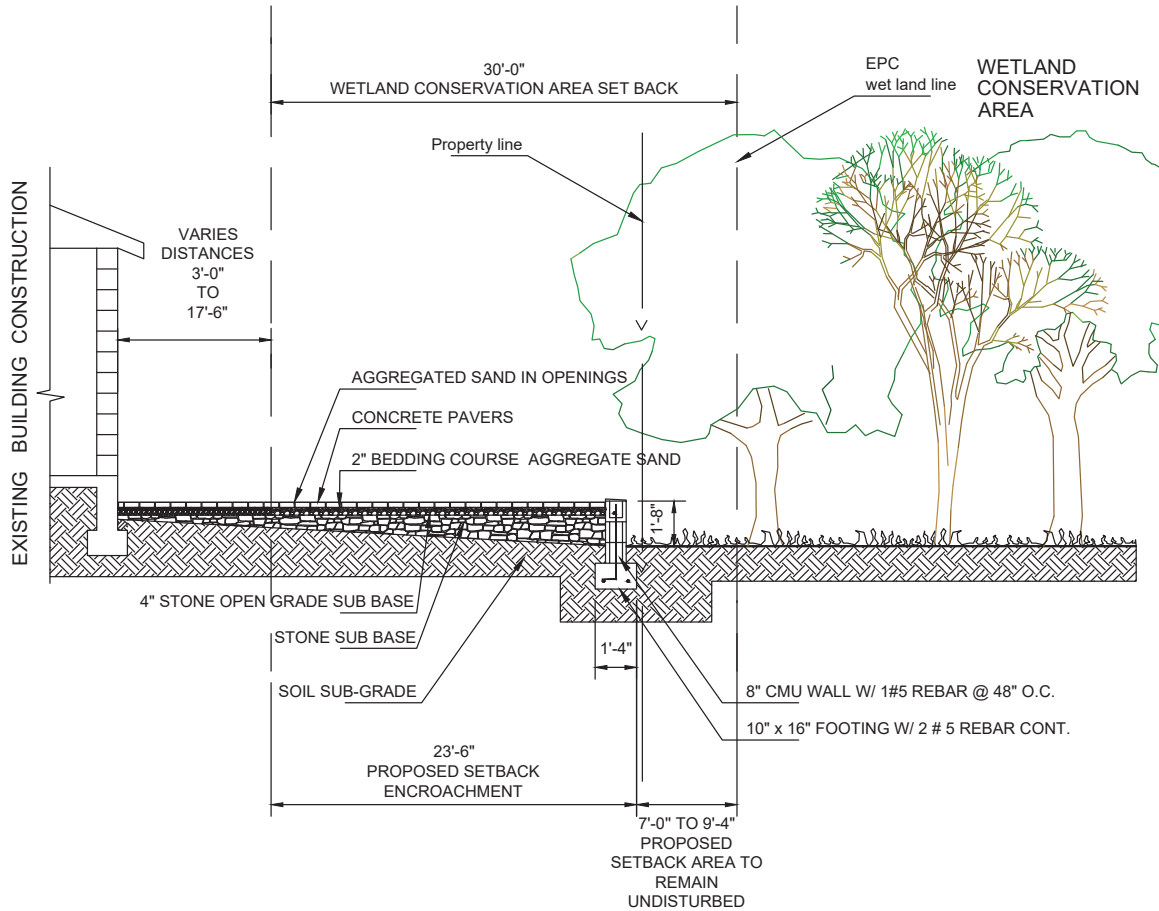 30'-0"
WETLAND CONSERVATION AREA SET BACK
EPC
wet land line
WETLAND
CONSERVATION
AREA
Property line
EXISTING BUILDING CONSTRUCTION
VARIES
DISTANCES
3'-0"
TO
17'-6"
AGGREGATED SAND IN OPENINGS
CONCRETE PAVERS
2" BEDDING COURSE AGGREGATE SAND
1'-8"
4" STONE OPEN GRADE SUB BASE
STONE SUB BASE
1'-4"
SOIL SUB-GRADE
8" CMU WALL W/ 1#5 REBAR @ 48" O.C.
10" x 16" FOOTING W/ 2 # 5 REBAR CONT.
23'-6"
PROPOSED SETBACK
ENCROACHMENT
7'-0" TO 9'-4"
PROPOSED
SETBACK AREA TO
REMAIN
UNDISTURBED